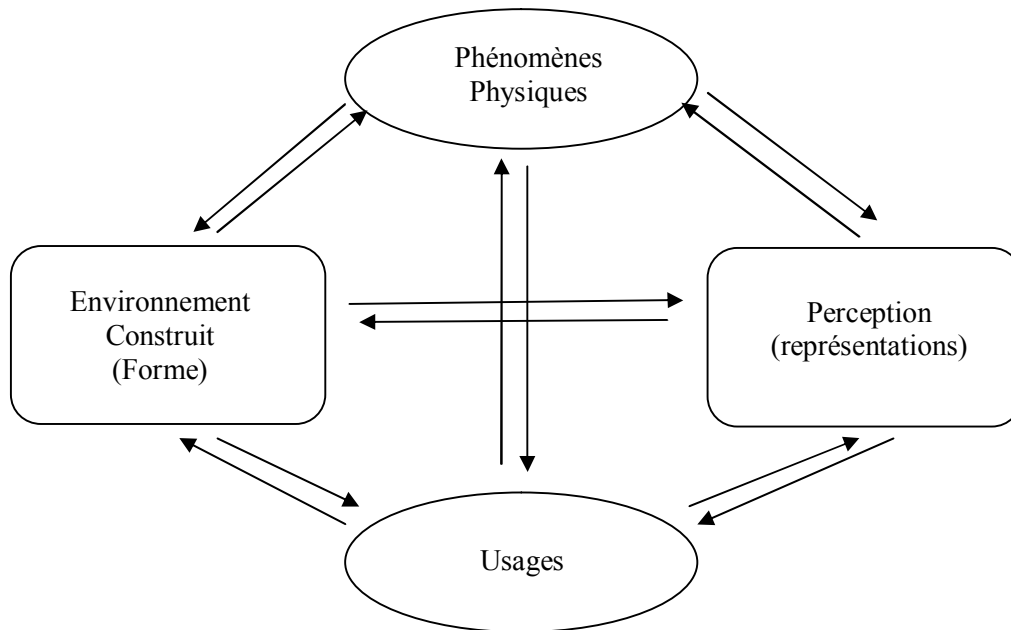 Phénomènes
Physiques
Environnement
Construit
(Forme)
Perception
(représentations)
Usages